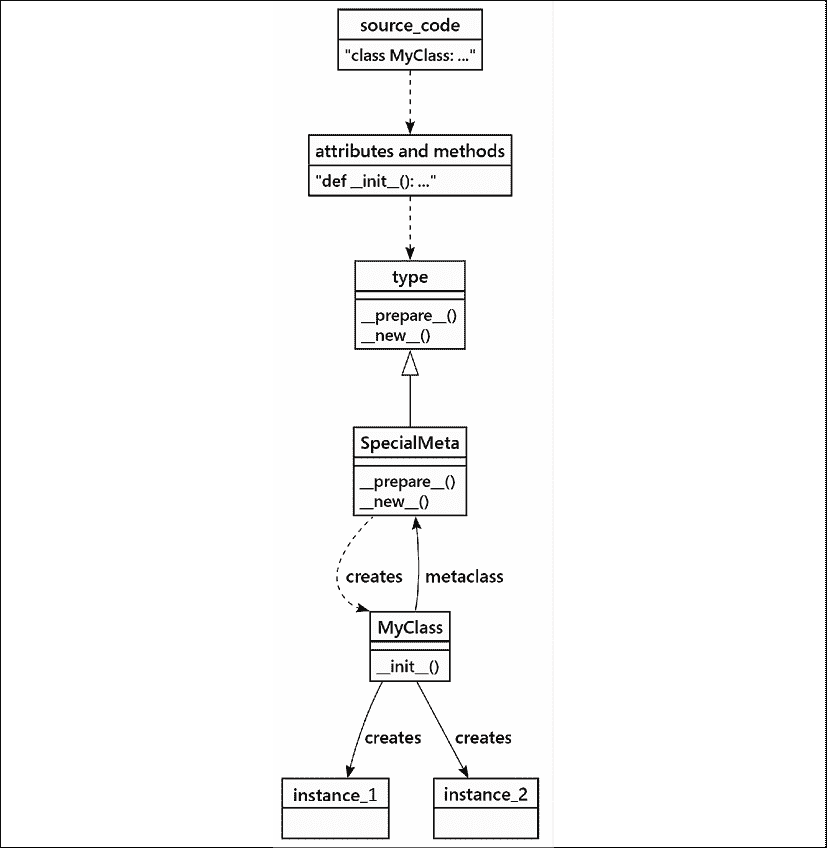 source_code
"class MyClass: ..."
attributes and methods
"def __init__(): ..."
type
__prepare__()
__new__()
SpecialMeta
__prepare__()
__new__()
creates
metaclass
MyClass
__init__()
creates
creates
instance_1
instance_2